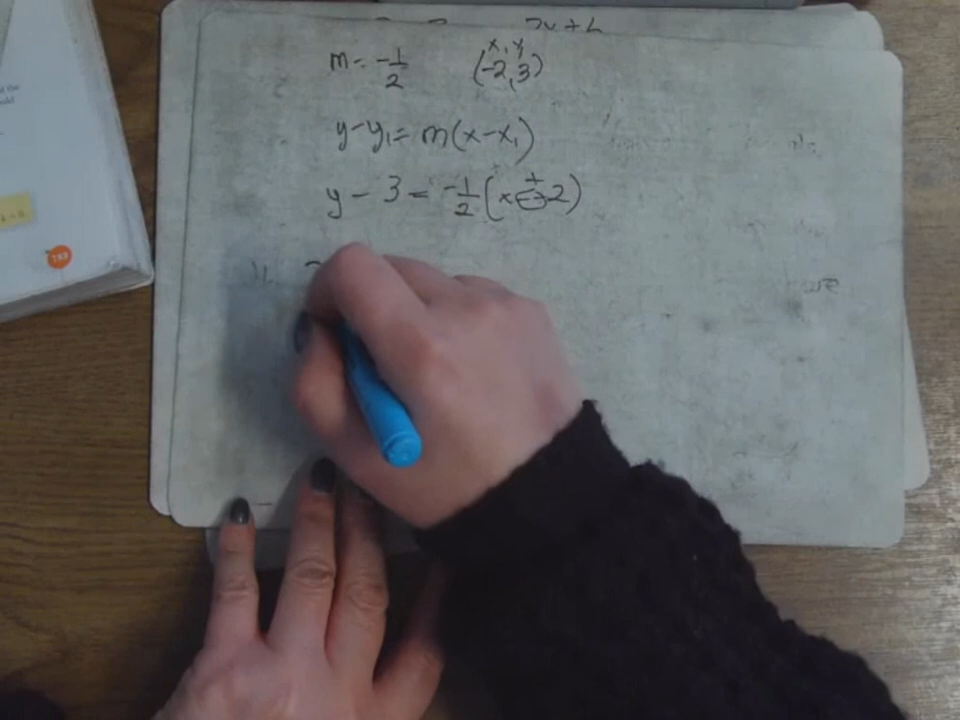 m = -1/2 (-2, 3)
x, y
y - y₁ = m(x - x₁)
y - 3 = -1/2 (x - -2)
+